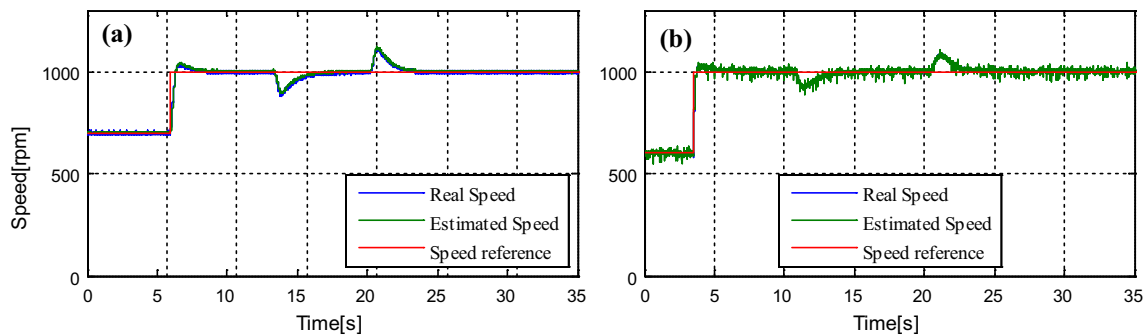 (a)
Speed[rpm]
1000
500
0
Real Speed
Estimated Speed
Speed reference
0 5 10 15 20 25 30 35
Time[s]
(b)
1000
500
0
Real Speed
Estimated Speed
Speed reference
0 5 10 15 20 25 30 35
Time[s]